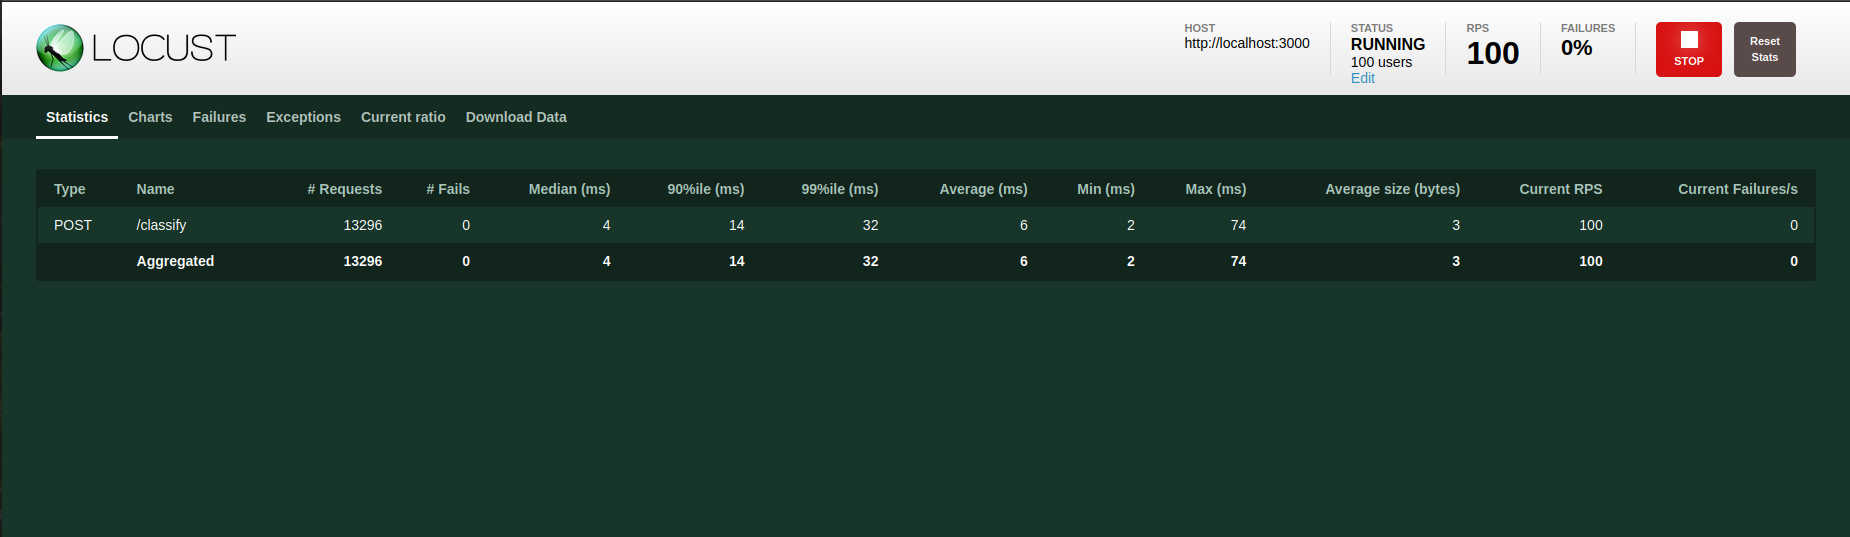 LOCUST
HOST
http://localhost:3000
STATUS
RUNNING
100 users
Edit
RPS
100
FAILURES
0%
STOP
Reset
Stats
Statistics Charts Failures Exceptions Current ratio Download Data
Type Name # Requests # Fails Median (ms) 90%ile (ms) 99%ile (ms) Average (ms) Min (ms) Max (ms) Average size (bytes) Current RPS Current Failures/s
POST /classify 13296 0 4 14 32 6 2 74 3 100 0
Aggregated 13296 0 4 14 32 6 2 74 3 100 0